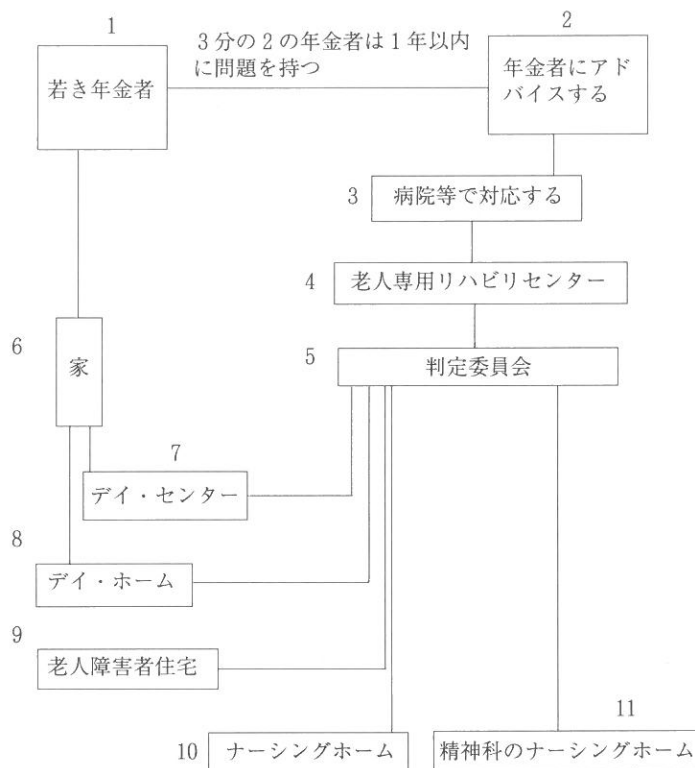 1
若き年金者
3分の2の年金者は1年以内
に問題を持つ
2
年金者にアド
バイスする
3
病院等で対応する
4
老人専用リハビリセンター
5
判定委員会
6
家
7
デイ・センター
8
デイ・ホーム
9
老人障害者住宅
10
ナーシングホーム
11
精神科のナーシングホーム